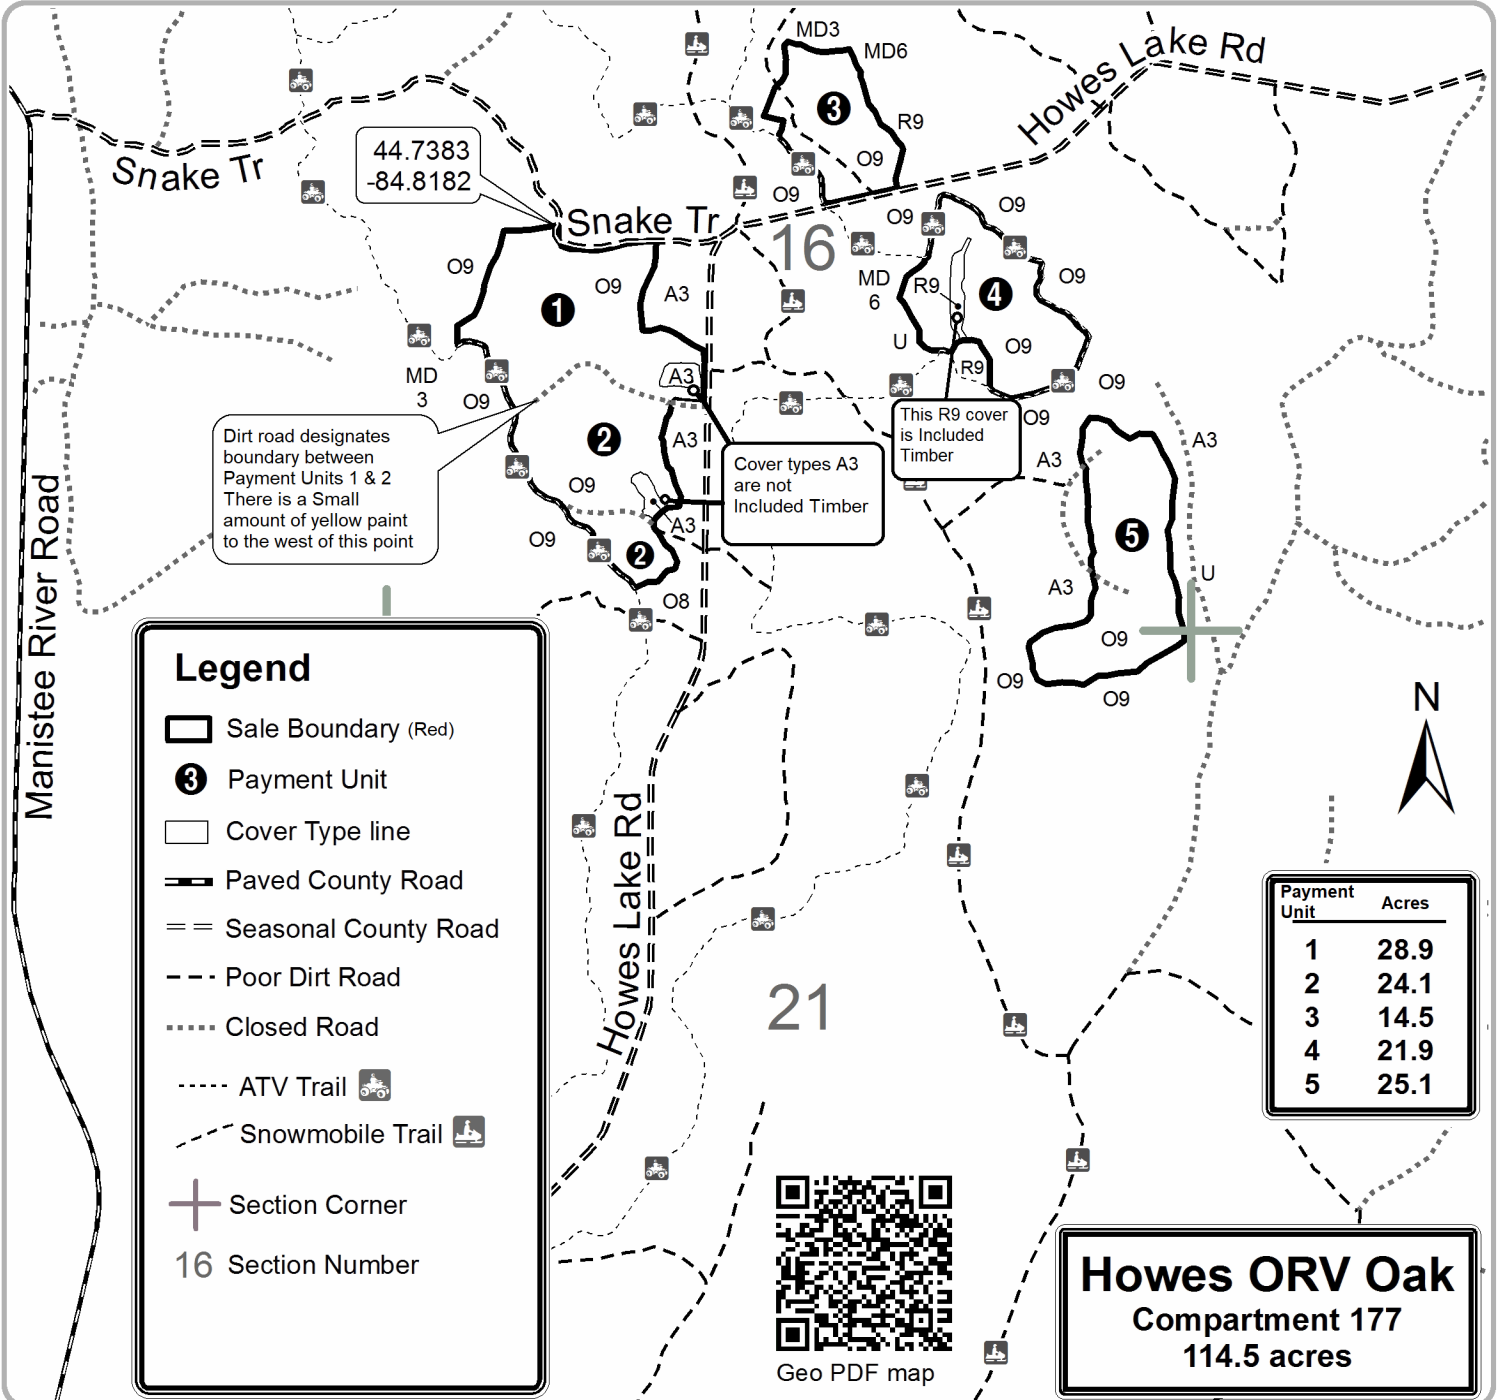 MD3
MD6
Howes Lake Rd
3
R9
O9
Snake Tr
44.7383
-84.8182
O9
Snake Tr
16
O9
O9
O9
O9
A3
1
MD
6
R9
4
O9
U
O9
R9
O9
O9
MD
3
O9
A3
Dirt road designates
boundary between
Payment Units 1 & 2
There is a Small
amount of yellow paint
to the west of this point
2
A3
O9
A3
O9
2
O8
Cover types A3
are not
Included Timber
This R9 cover
is Included
Timber
A3
A3
5
A3
U
O9
O9
O9
Manistee River Road
Howes Lake Rd
21
N
Legend
Sale Boundary (Red)
3 Payment Unit
Cover Type line
Paved County Road
Seasonal County Road
Poor Dirt Road
Closed Road
ATV Trail
Snowmobile Trail
Section Corner
16 Section Number
Payment
Unit Acres
1 28.9
2 24.1
3 14.5
4 21.9
5 25.1
Geo PDF map
Howes ORV Oak
Compartment 177
114.5 acres